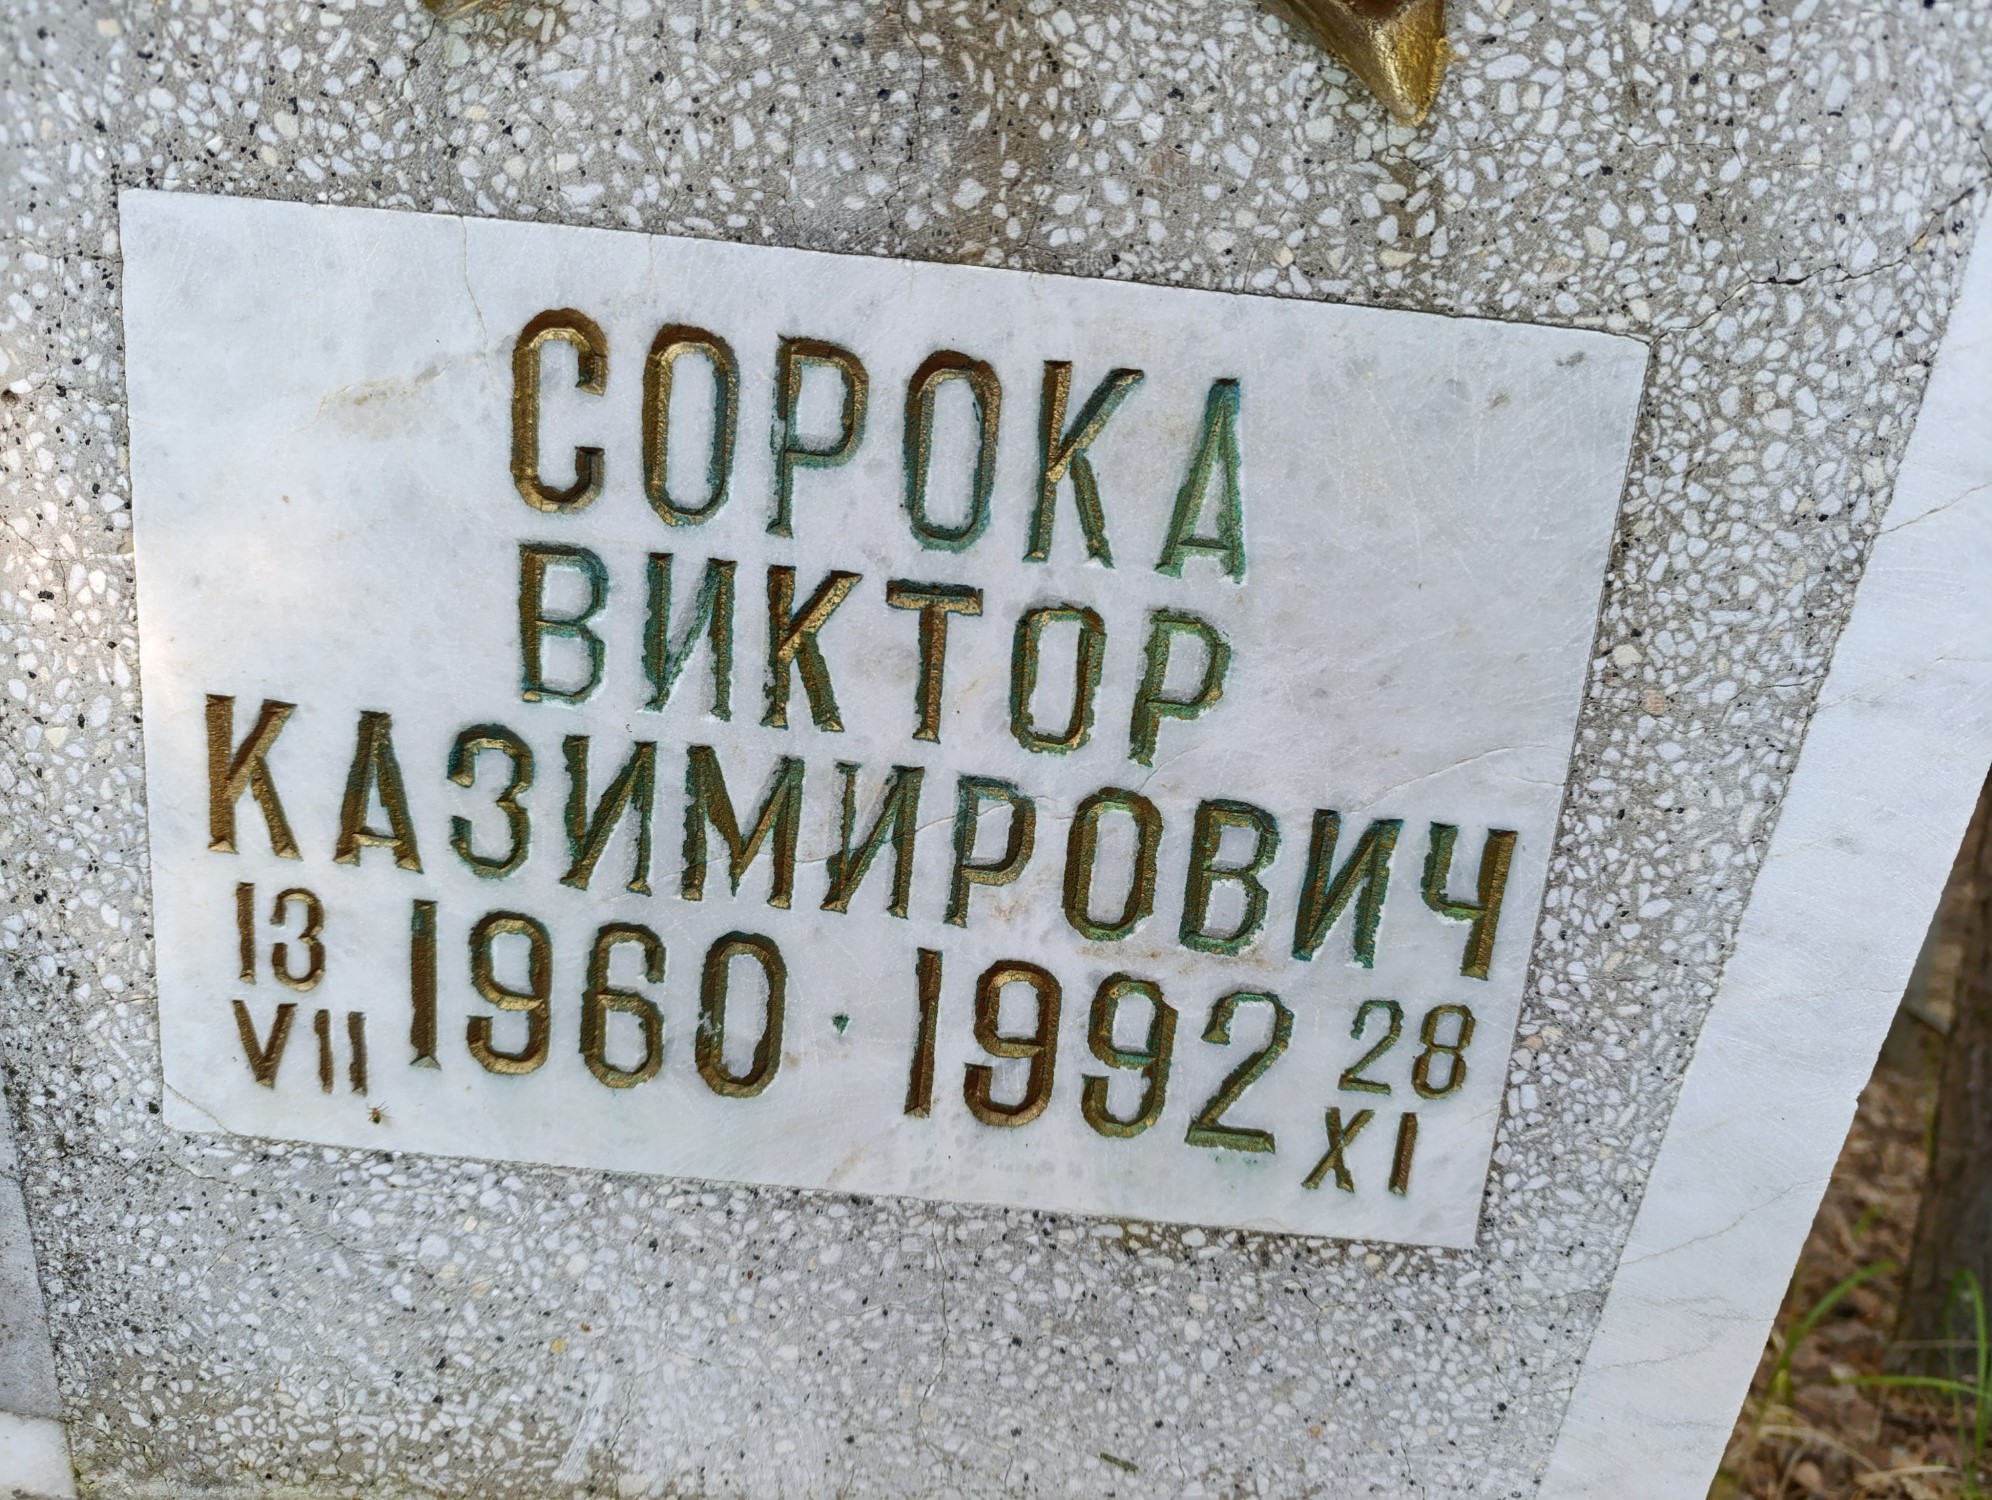 СОРОКА
ВИКТОР
КАЗИМИРОВИЧ
13 VII 1960 · 1992 28 XI